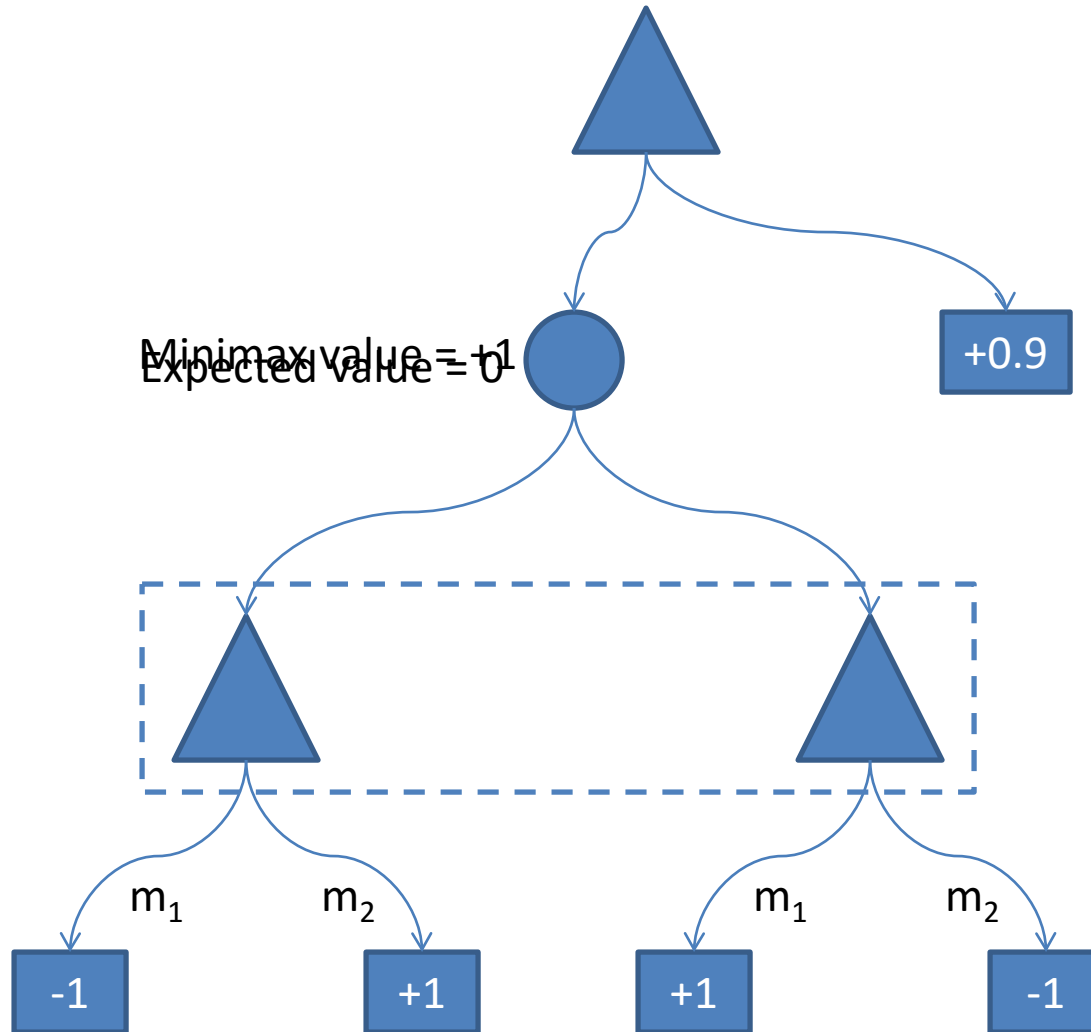 Minimax value = +1
Expected value = 0
+0.9
m₁
m₂
m₁
m₂
-1
+1
+1
-1